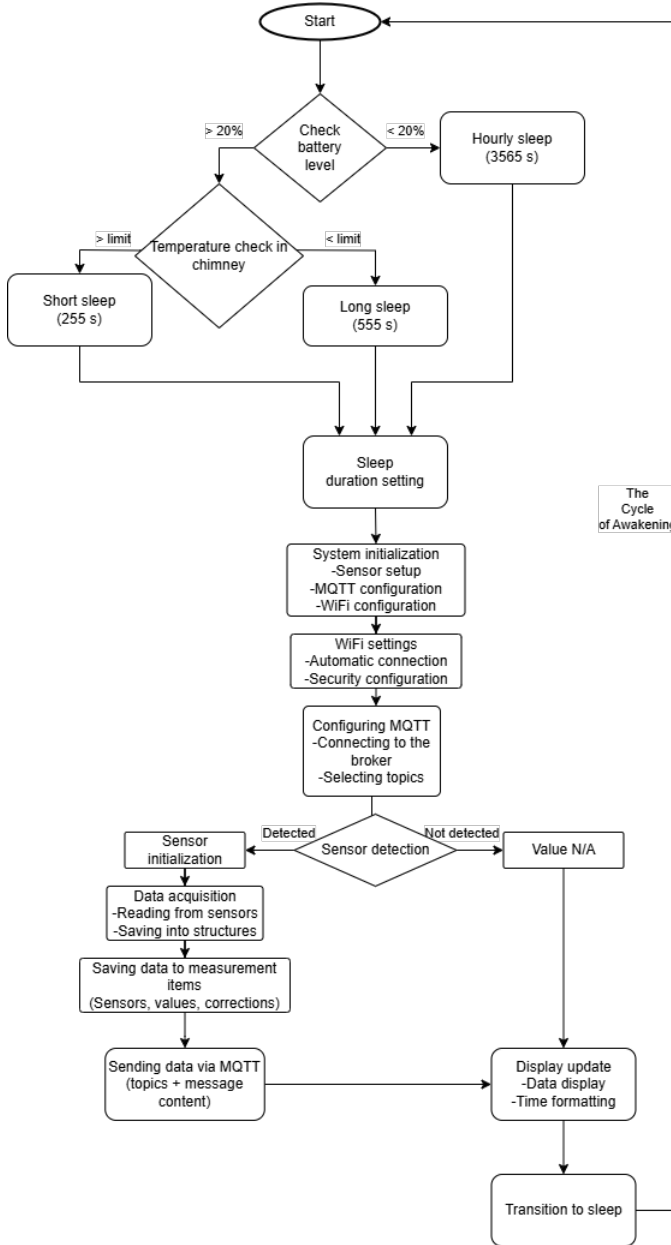 Start
Check
battery
level
> 20%
< 20%
Hourly sleep
(3565 s)
Temperature check in
chimney
> limit
< limit
Short sleep
(255 s)
Long sleep
(555 s)
Sleep
duration setting
The
Cycle
of Awakening
System initialization
-Sensor setup
-MQTT configuration
-WiFi configuration
WiFi settings
-Automatic connection
-Security configuration
Configuring MQTT
-Connecting to the
broker
-Selecting topics
Sensor detection
Detected
Not detected
Sensor
initialization
Value N/A
Data acquisition
-Reading from sensors
-Saving into structures
Saving data to measurement
items
(Sensors, values, corrections)
Sending data via MQTT
(topics + message
content)
Display update
-Data display
-Time formatting
Transition to sleep